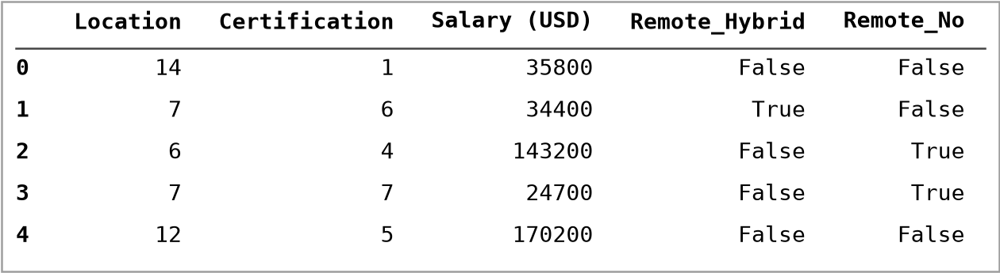 Location Certification Salary (USD) Remote_Hybrid Remote_No
0 14 1 35800 False False
1 7 6 34400 True False
2 6 4 143200 False True
3 7 7 24700 False True
4 12 5 170200 False False